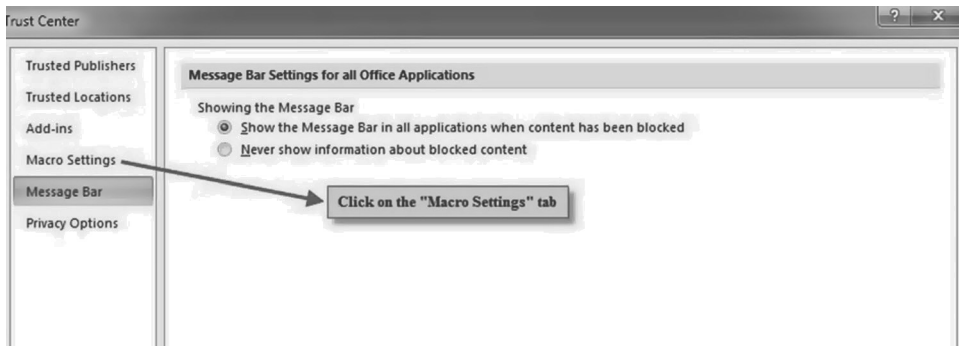 Trust Center
?
X
Trusted Publishers
Trusted Locations
Add-ins
Macro Settings
Message Bar
Privacy Options
Message Bar Settings for all Office Applications
Showing the Message Bar
Show the Message Bar in all applications when content has been blocked
Never show information about blocked content
Click on the "Macro Settings" tab